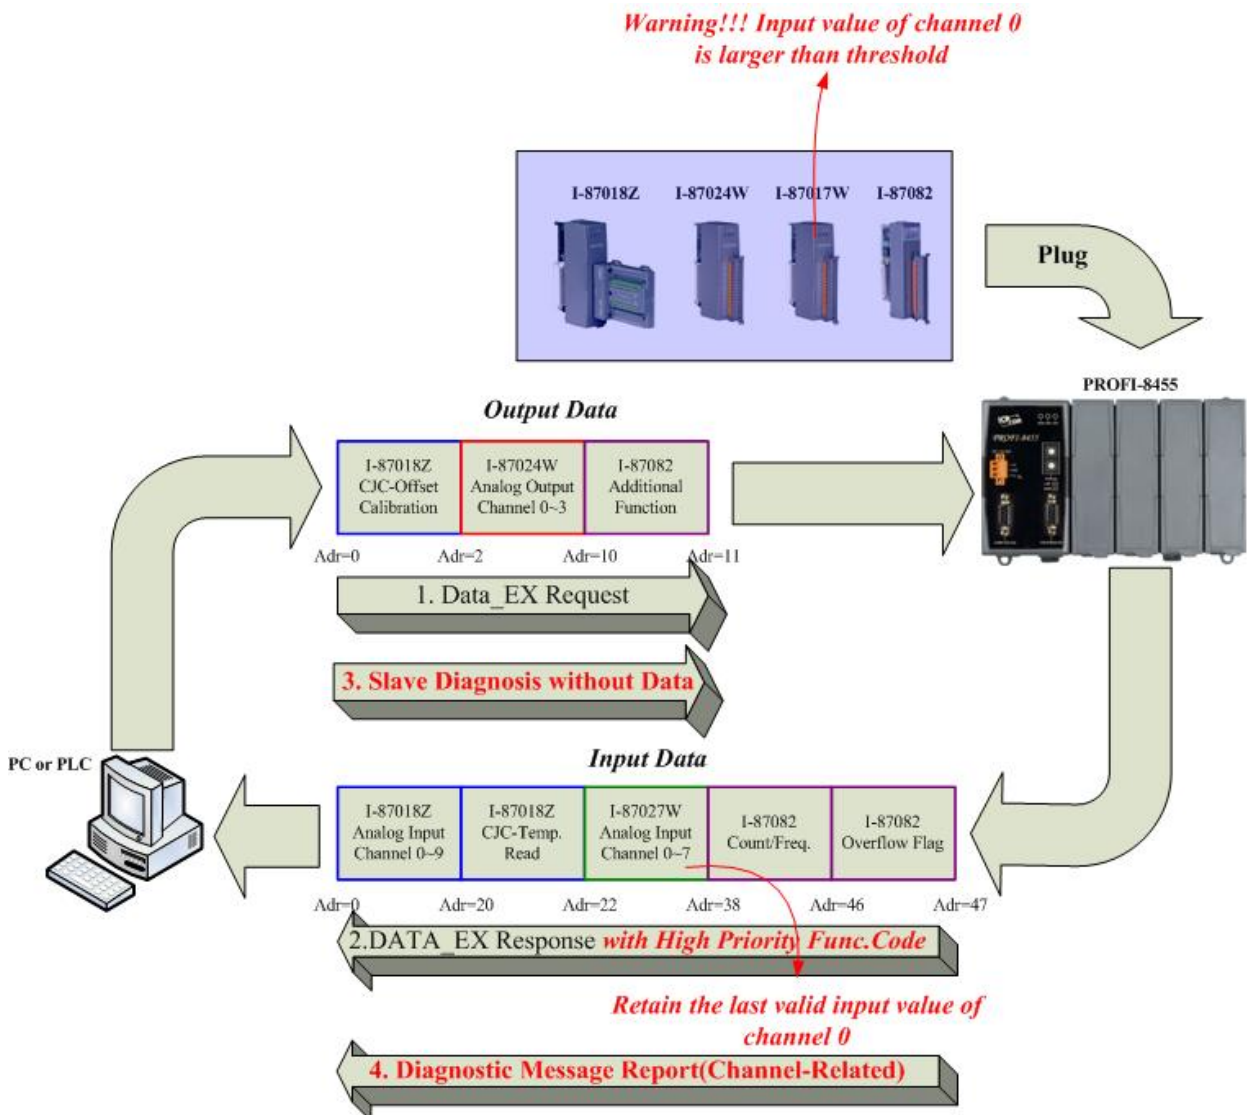 Warning!!! Input value of channel 0
is larger than threshold
I-87018Z I-87024W I-87017W I-87082
Plug
PROFI-8455
PROFI-8455
Output Data
I-87018Z
CJC-Offset
Calibration
I-87024W
Analog Output
Channel 0~3
I-87082
Additional
Function
Adr=0 Adr=2 Adr=10 Adr=11
1. Data_EX Request
3. Slave Diagnosis without Data
PC or PLC
Input Data
I-87018Z
Analog Input
Channel 0~9
I-87018Z
CJC-Temp.
Read
I-87027W
Analog Input
Channel 0~7
I-87082
Count/Freq.
I-87082
Overflow Flag
Adr=0 Adr=20 Adr=22 Adr=38 Adr=46 Adr=47
2.DATA_EX Response with High Priority Func.Code
Retain the last valid input value of
channel 0
4. Diagnostic Message Report(Channel-Related)